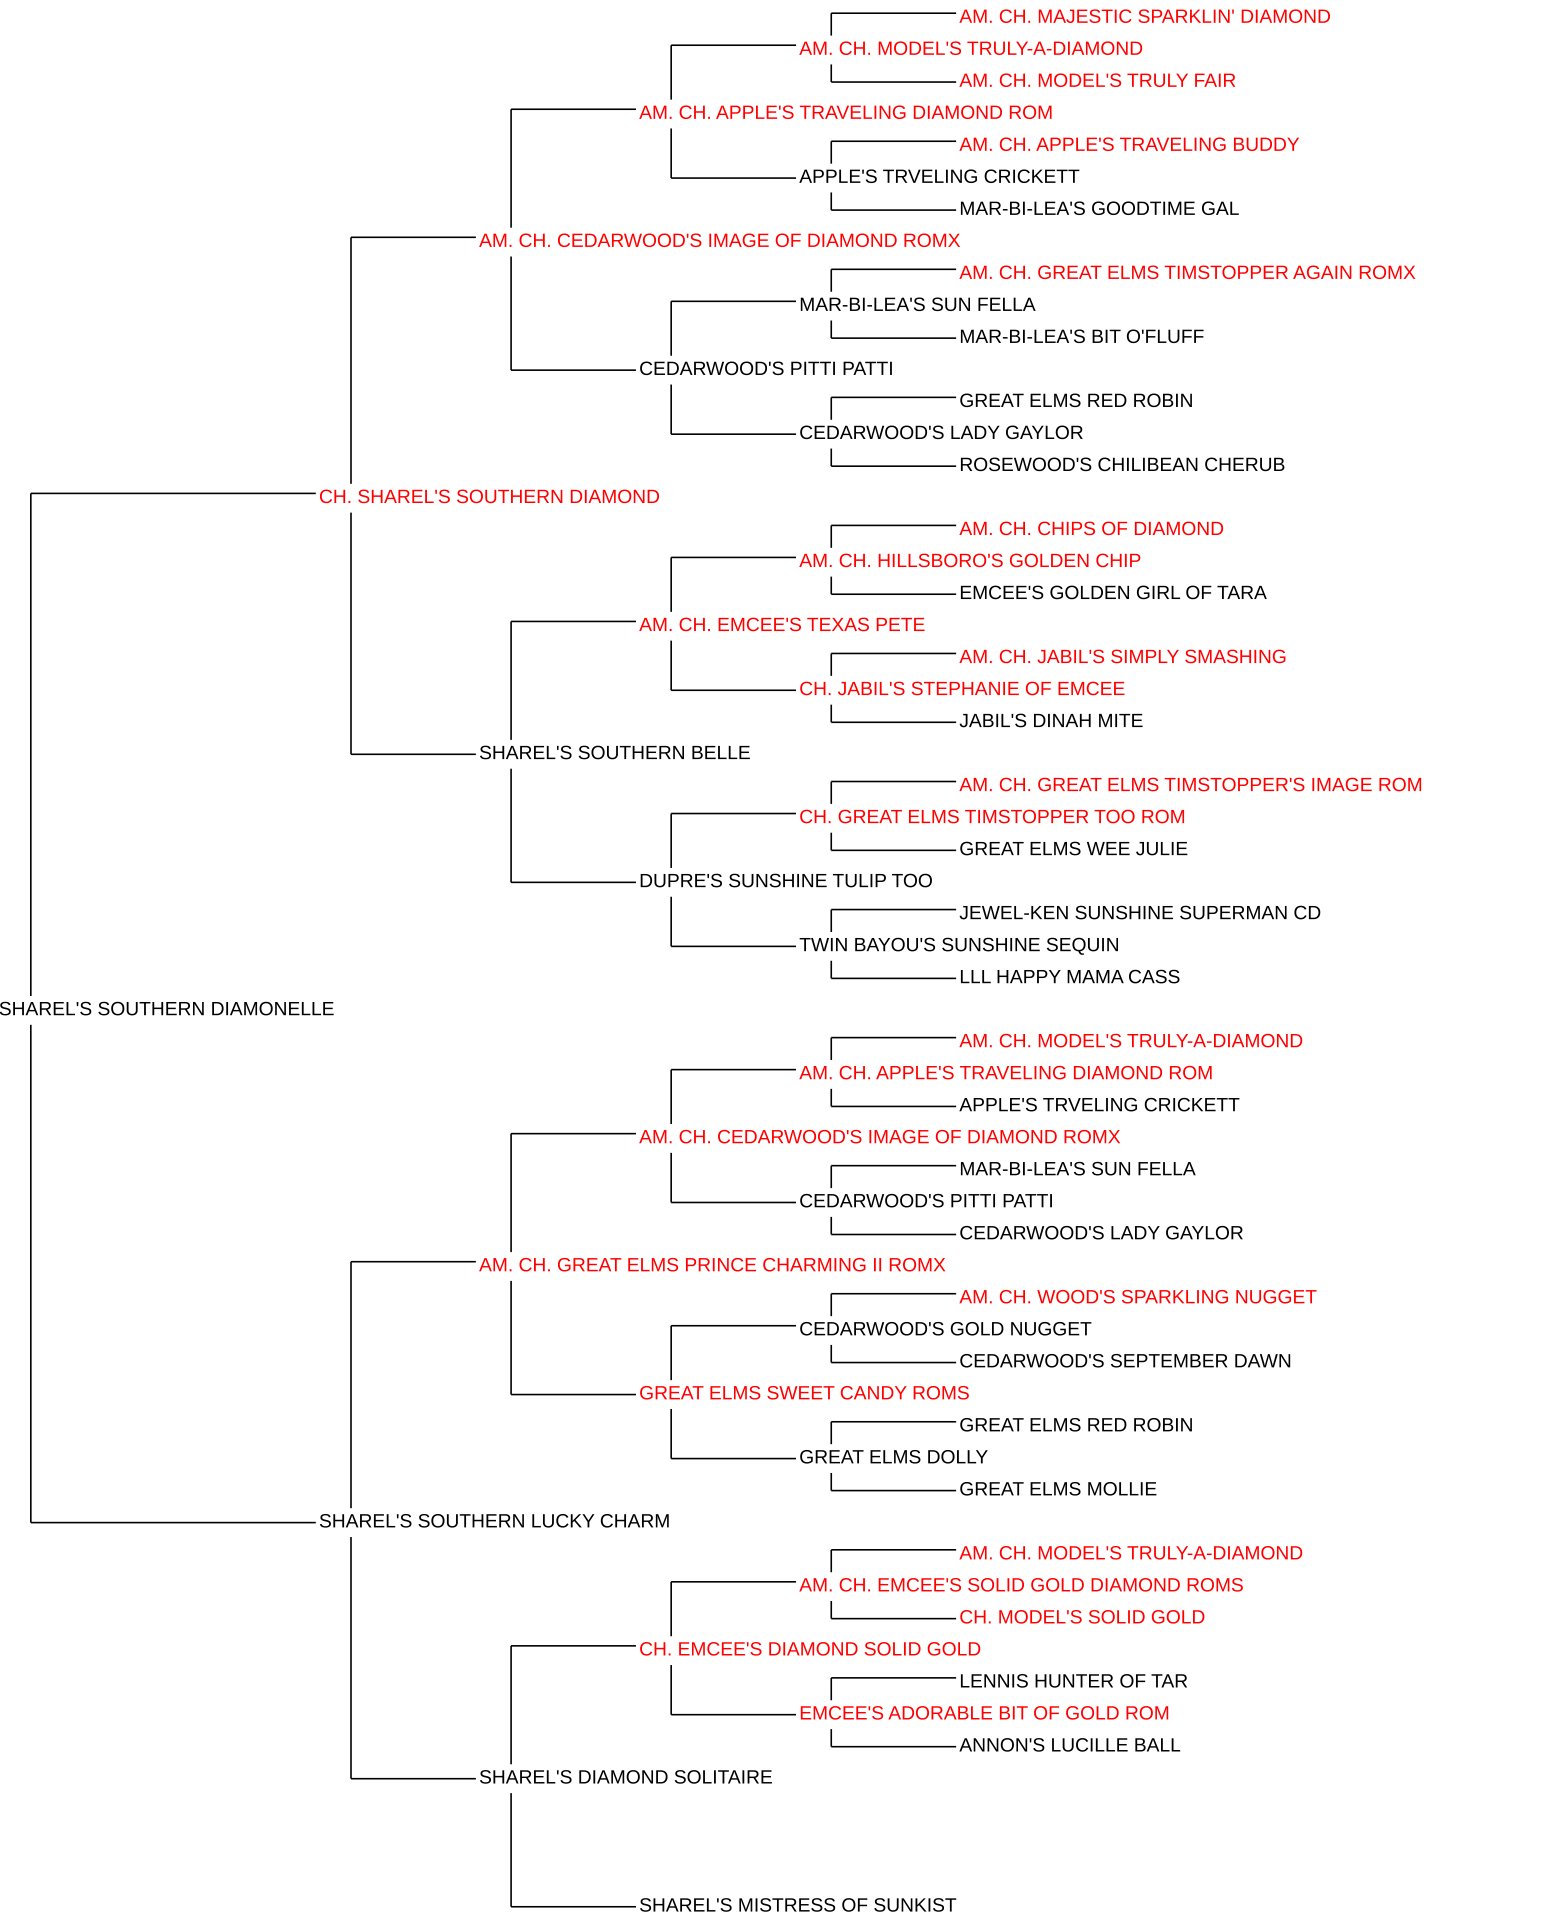 AM. CH. MAJESTIC SPARKLIN' DIAMOND
AM. CH. MODEL'S TRULY-A-DIAMOND
AM. CH. MODEL'S TRULY FAIR
AM. CH. APPLE'S TRAVELING DIAMOND ROM
AM. CH. APPLE'S TRAVELING BUDDY
APPLE'S TRVELING CRICKETT
MAR-BI-LEA'S GOODTIME GAL
AM. CH. CEDARWOOD'S IMAGE OF DIAMOND ROMX
AM. CH. GREAT ELMS TIMSTOPPER AGAIN ROMX
MAR-BI-LEA'S SUN FELLA
MAR-BI-LEA'S BIT O'FLUFF
CEDARWOOD'S PITTI PATTI
GREAT ELMS RED ROBIN
CEDARWOOD'S LADY GAYLOR
ROSEWOOD'S CHILIBEAN CHERUB
CH. SHAREL'S SOUTHERN DIAMOND
AM. CH. CHIPS OF DIAMOND
AM. CH. HILLSBORO'S GOLDEN CHIP
EMCEE'S GOLDEN GIRL OF TARA
AM. CH. EMCEE'S TEXAS PETE
AM. CH. JABIL'S SIMPLY SMASHING
CH. JABIL'S STEPHANIE OF EMCEE
JABIL'S DINAH MITE
SHAREL'S SOUTHERN BELLE
AM. CH. GREAT ELMS TIMSTOPPER'S IMAGE ROM
CH. GREAT ELMS TIMSTOPPER TOO ROM
GREAT ELMS WEE JULIE
DUPRE'S SUNSHINE TULIP TOO
JEWEL-KEN SUNSHINE SUPERMAN CD
TWIN BAYOU'S SUNSHINE SEQUIN
LLL HAPPY MAMA CASS
SHAREL'S SOUTHERN DIAMONELLE
AM. CH. MODEL'S TRULY-A-DIAMOND
AM. CH. APPLE'S TRAVELING DIAMOND ROM
APPLE'S TRVELING CRICKETT
AM. CH. CEDARWOOD'S IMAGE OF DIAMOND ROMX
MAR-BI-LEA'S SUN FELLA
CEDARWOOD'S PITTI PATTI
CEDARWOOD'S LADY GAYLOR
AM. CH. GREAT ELMS PRINCE CHARMING II ROMX
AM. CH. WOOD'S SPARKLING NUGGET
CEDARWOOD'S GOLD NUGGET
CEDARWOOD'S SEPTEMBER DAWN
GREAT ELMS SWEET CANDY ROMS
GREAT ELMS RED ROBIN
GREAT ELMS DOLLY
GREAT ELMS MOLLIE
SHAREL'S SOUTHERN LUCKY CHARM
AM. CH. MODEL'S TRULY-A-DIAMOND
AM. CH. EMCEE'S SOLID GOLD DIAMOND ROMS
CH. MODEL'S SOLID GOLD
CH. EMCEE'S DIAMOND SOLID GOLD
LENNIS HUNTER OF TAR
EMCEE'S ADORABLE BIT OF GOLD ROM
ANNON'S LUCILLE BALL
SHAREL'S DIAMOND SOLITAIRE
SHAREL'S MISTRESS OF SUNKIST